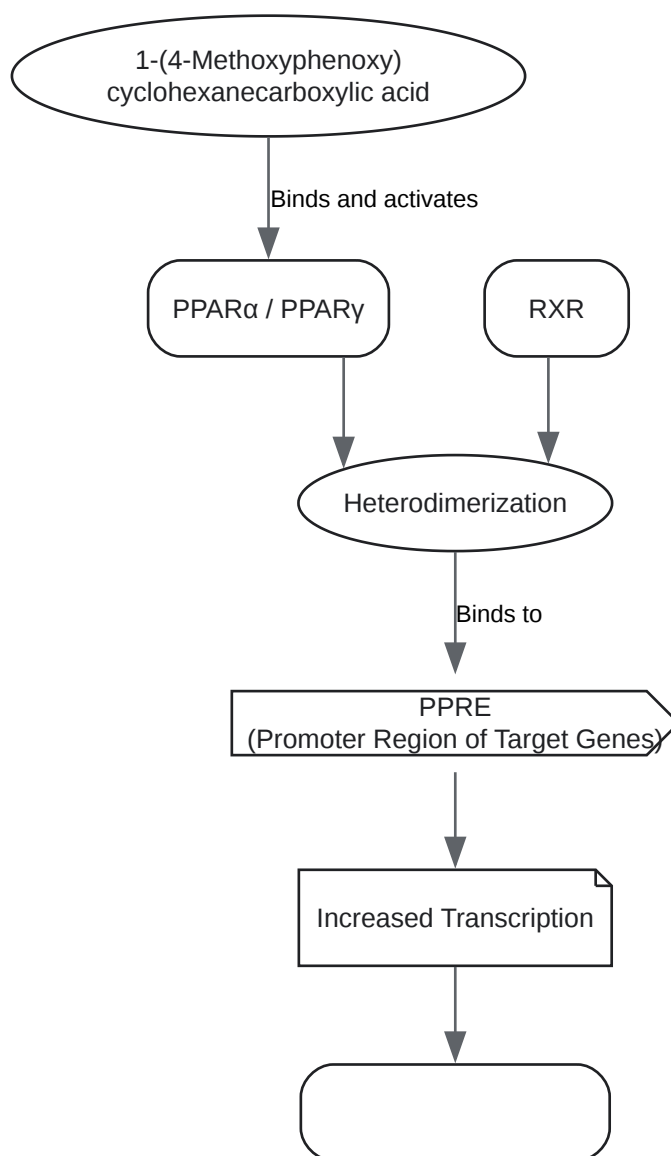 1-(4-Methoxyphenoxy)
cyclohexanecarboxylic acid
Binds and activates
PPARα / PPARγ
RXR
Heterodimerization
Binds to
PPRE
(Promoter Region of Target Genes)
Increased Transcription